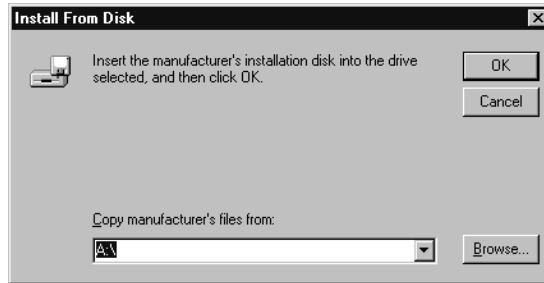 Install From Disk
Insert the manufacturer's installation disk into the drive
selected, and then click OK.
OK
Cancel
Copy manufacturer's files from:
A:\
Browse...